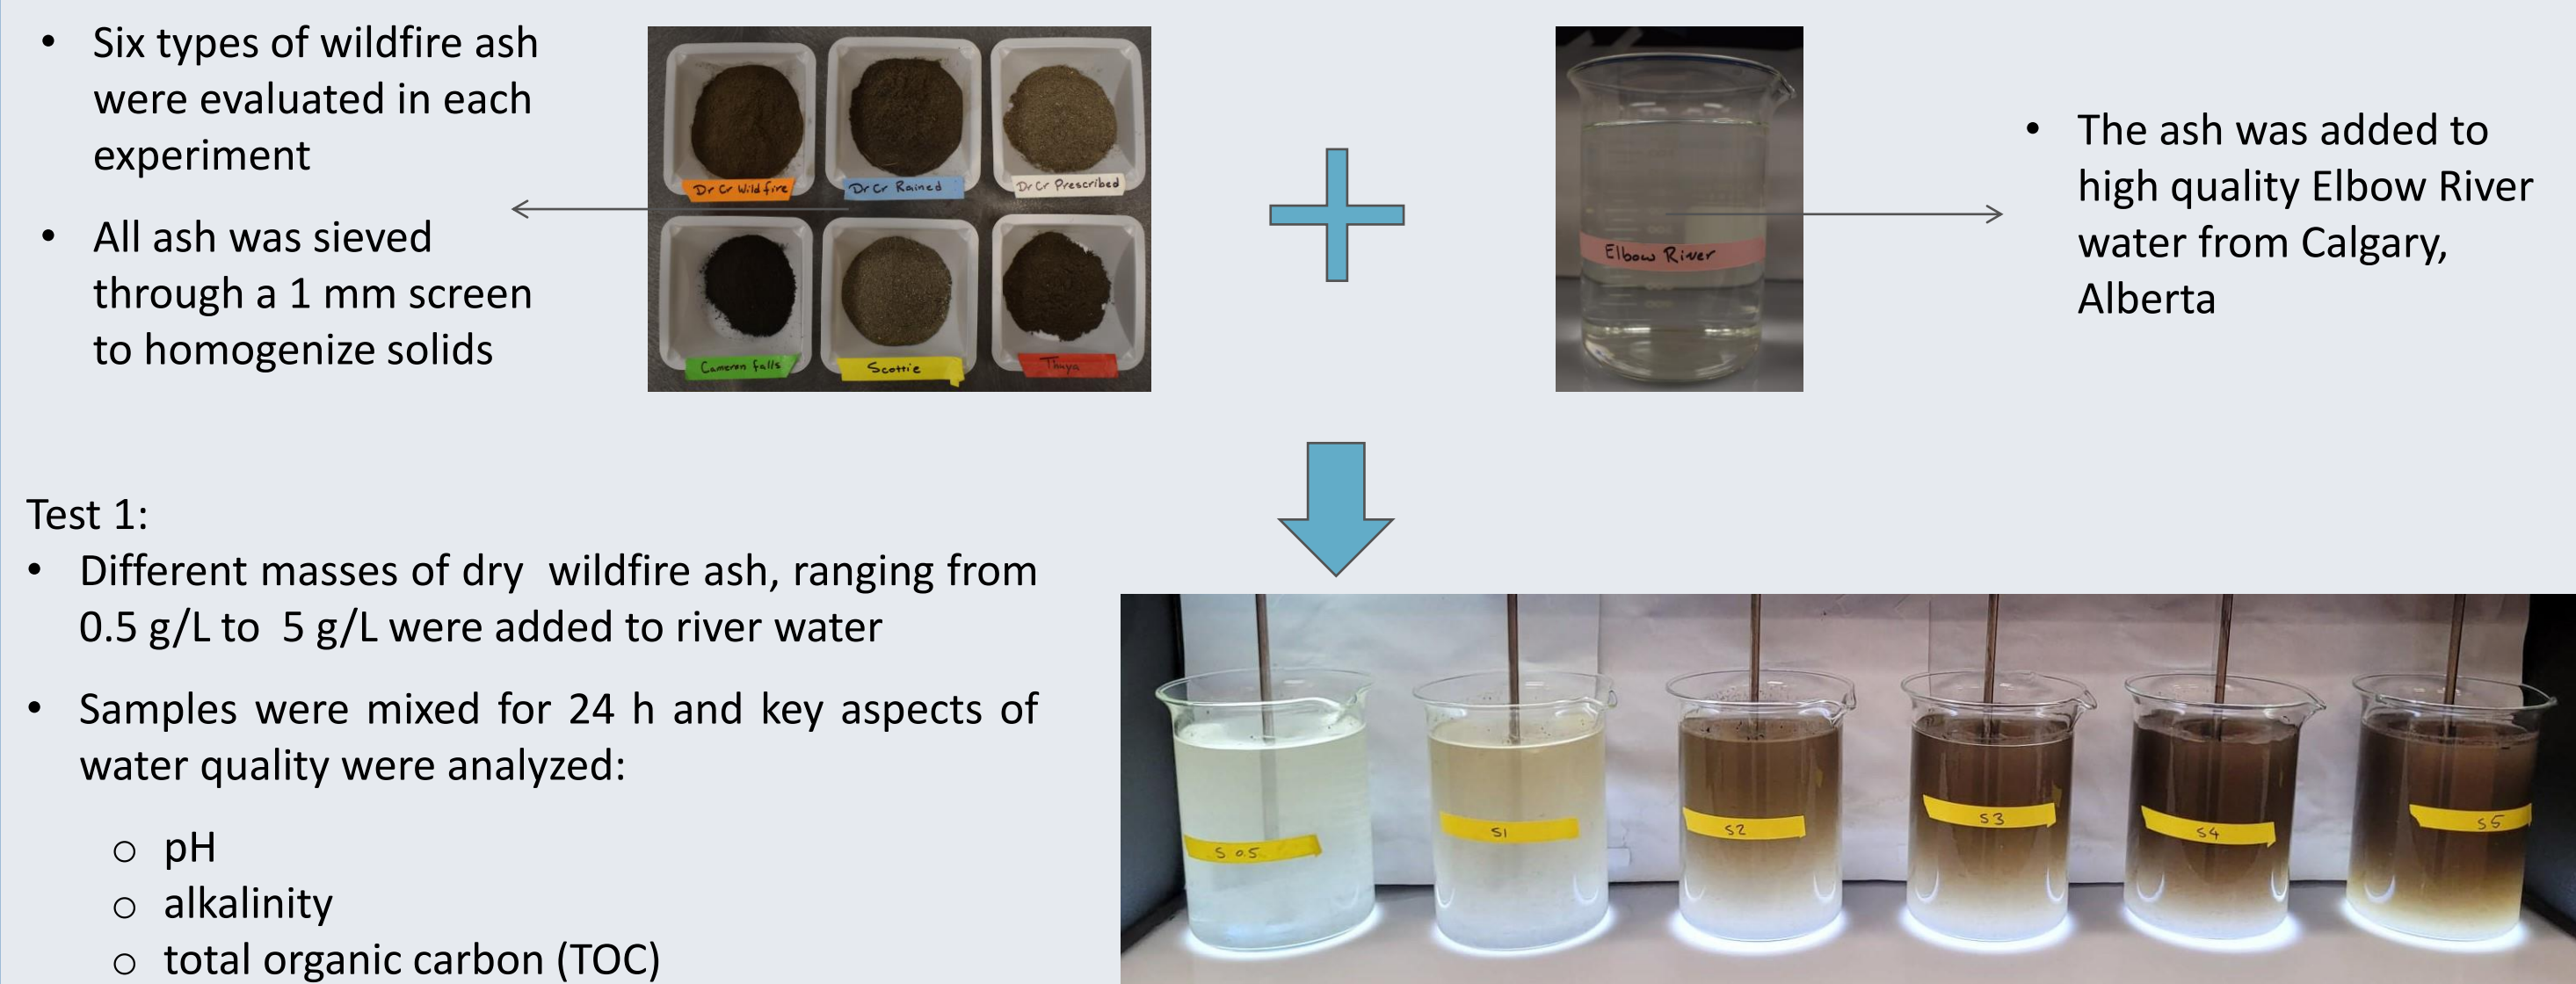 • Six types of wildfire ash
were evaluated in each
experiment
• All ash was sieved
through a 1 mm screen
to homogenize solids
Dr Cr Wildfire
Dr Cr Rained
Dr Cr Prescribed
Cameron falls
Scottie
Thuya
Elbow River
• The ash was added to
high quality Elbow River
water from Calgary,
Alberta
Test 1:
• Different masses of dry wildfire ash, ranging from
0.5 g/L to 5 g/L were added to river water
• Samples were mixed for 24 h and key aspects of
water quality were analyzed:
o pH
o alkalinity
o total organic carbon (TOC)
S 0.5
S1
S2
S3
S4
S5